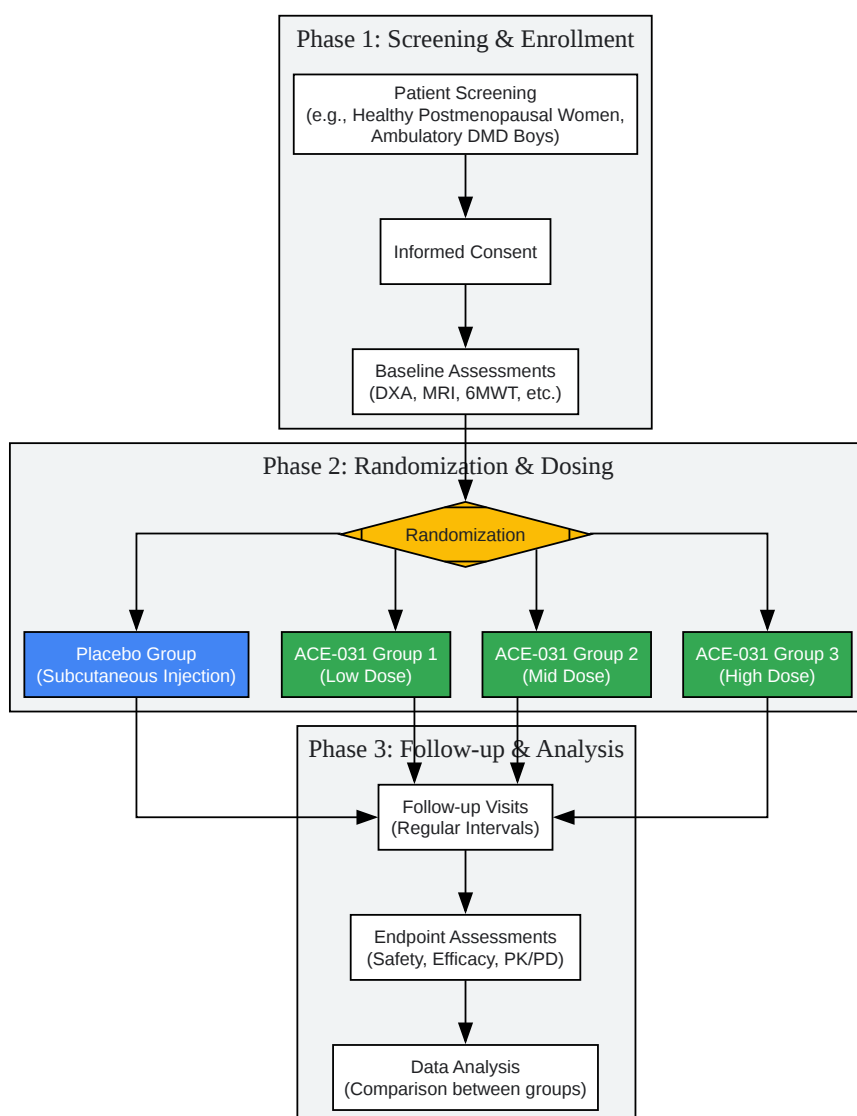 Phase 1: Screening & Enrollment
Patient Screening
(e.g., Healthy Postmenopausal Women,
Ambulatory DMD Boys)
Informed Consent
Baseline Assessments
(DXA, MRI, 6MWT, etc.)
Phase 2: Randomization & Dosing
Randomization
Placebo Group
(Subcutaneous Injection)
ACE-031 Group 1
(Low Dose)
ACE-031 Group 2
(Mid Dose)
ACE-031 Group 3
(High Dose)
Phase 3: Follow-up & Analysis
Follow-up Visits
(Regular Intervals)
Endpoint Assessments
(Safety, Efficacy, PK/PD)
Data Analysis
(Comparison between groups)